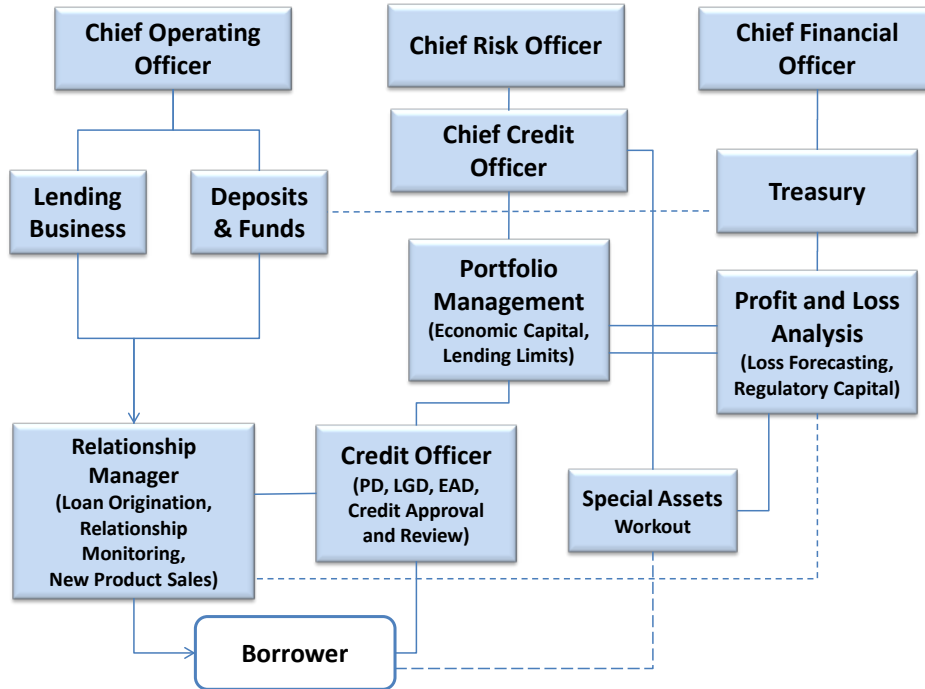 Chief Operating
Officer
Chief Risk Officer
Chief Financial
Officer
Chief Credit
Officer
Lending
Business
Deposits
& Funds
Treasury
Portfolio
Management
(Economic Capital,
Lending Limits)
Profit and Loss
Analysis
(Loss Forecasting,
Regulatory Capital)
Relationship
Manager
(Loan Origination,
Relationship
Monitoring,
New Product Sales)
Credit Officer
(PD, LGD, EAD,
Credit Approval
and Review)
Special Assets
Workout
Borrower